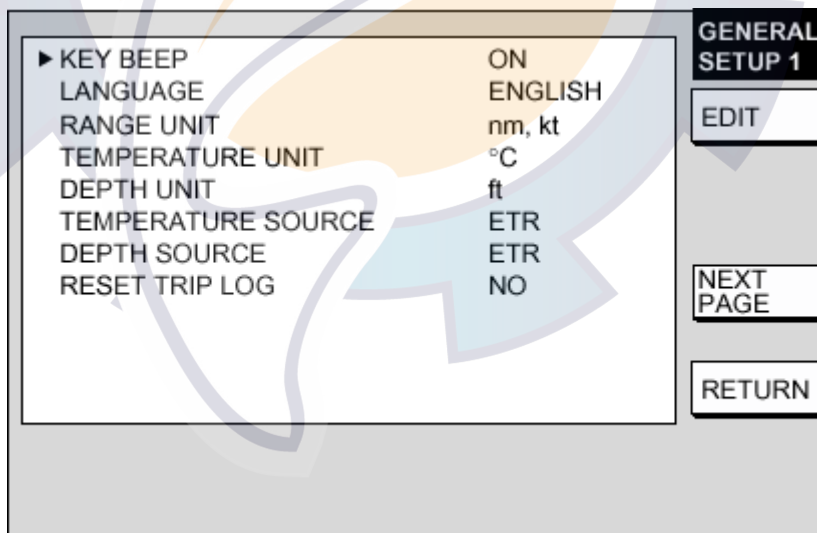 GENERAL
SETUP 1
▶ KEY BEEP ON
LANGUAGE ENGLISH
RANGE UNIT nm, kt
TEMPERATURE UNIT °C
DEPTH UNIT ft
TEMPERATURE SOURCE ETR
DEPTH SOURCE ETR
RESET TRIP LOG NO
EDIT
NEXT
PAGE
RETURN